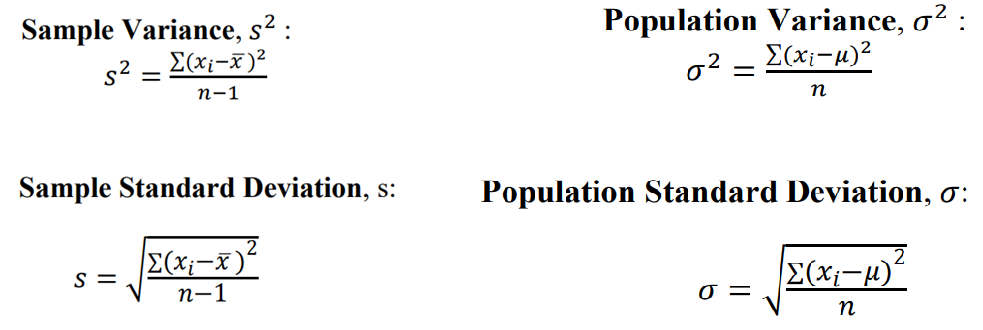 Sample Variance, s² :
s² = Σ(xᵢ−x̄)² / n−1
Population Variance, σ² :
σ² = Σ(xᵢ−μ)² / n
Sample Standard Deviation, s:
s = √(Σ(xᵢ−x̄)² / n−1)
Population Standard Deviation, σ:
σ = √(Σ(xᵢ−μ)² / n)